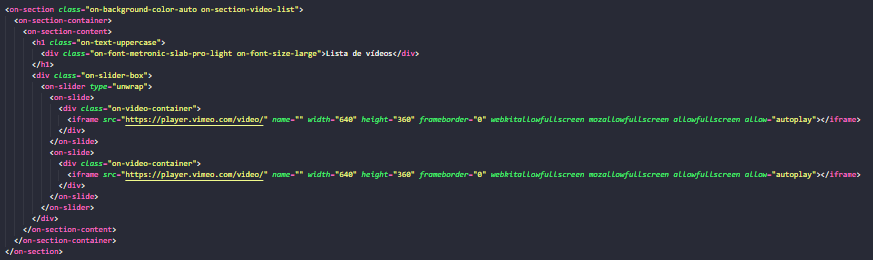 <on-section class="on-background-color-auto on-section-video-list">
<on-section-container>
<on-section-content>
<h1 class="on-text-uppercase">
<div class="on-font-metronic-slab-pro-light on-font-size-large">Lista de vídeos</div>
</h1>
<div class="on-slider-box">
<on-slider type="unwrap">
<on-slide>
<div class="on-video-container">
<iframe src="https://player.vimeo.com/video/" name="" width="640" height="360" frameborder="0" webkitallowfullscreen mozallowfullscreen allowfullscreen allow="autoplay"></iframe>
</div>
</on-slide>
<on-slide>
<div class="on-video-container">
<iframe src="https://player.vimeo.com/video/" name="" width="640" height="360" frameborder="0" webkitallowfullscreen mozallowfullscreen allowfullscreen allow="autoplay"></iframe>
</div>
</on-slide>
</on-slider>
</div>
</on-section-content>
</on-section-container>
</on-section>